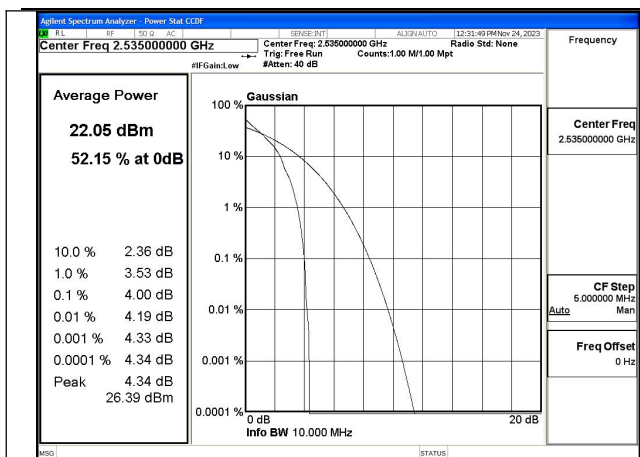 Agilent Spectrum Analyzer - Power Stat CCDF
LXI RL RF 50 Ω AC SENSE:INT ALIGN AUTO 12:31:49 PM Nov 24, 2023
Center Freq 2.535000000 GHz
Center Freq: 2.535000000 GHz Radio Std: None
Trig: Free Run Counts:1.00 M/1.00 Mpt
#IFGain:Low #Atten: 40 dB
Frequency
Average Power
22.05 dBm
52.15 % at 0dB
10.0 % 2.36 dB
1.0 % 3.53 dB
0.1 % 4.00 dB
0.01 % 4.19 dB
0.001 % 4.33 dB
0.0001 % 4.34 dB
Peak 4.34 dB
26.39 dBm
Gaussian
100 %
10 %
1 %
0.1 %
0.01 %
0.001 %
0.0001 %
0 dB 20 dB
Info BW 10.000 MHz
Center Freq
2.535000000 GHz
CF Step
5.000000 MHz
Auto Man
Freq Offset
0 Hz
MSG STATUS